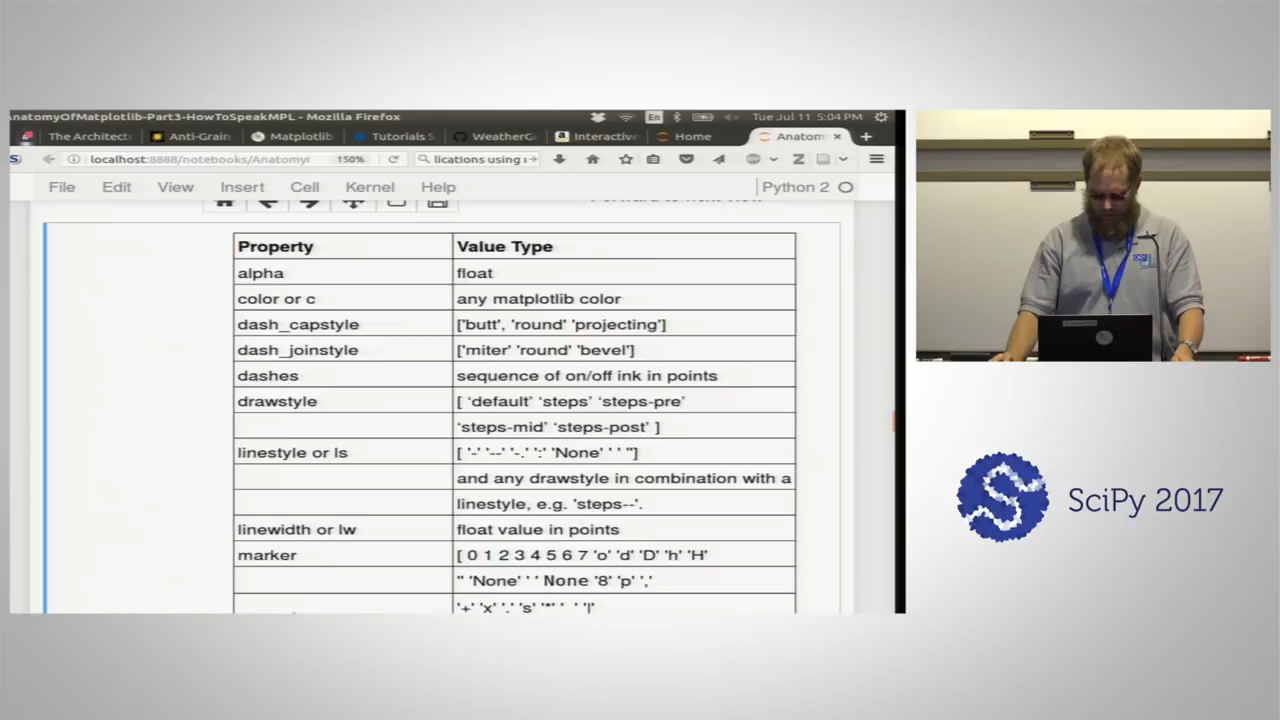 AnatomyOfMatplotlib-Part3-HowToSpeakMPL - Mozilla Firefox
En
Tue Jul 11 5:04 PM
The Architect
Anti-Grain
Matplotlib
Tutorials S
WeatherG
Interactive
Home
Anatom
localhost:8888/notebooks/Anatomy
150%
lications using
File
Edit
View
Insert
Cell
Kernel
Help
Python 2
Property Value Type
alpha float
color or c any matplotlib color
dash_capstyle ['butt', 'round' 'projecting']
dash_joinstyle ['miter' 'round' 'bevel']
dashes sequence of on/off ink in points
drawstyle [ ‘default’ ‘steps’ ‘steps-pre’
‘steps-mid’ ‘steps-post’ ]
linestyle or ls [ '-' '--' '-.' ':' 'None' ' ' '']
and any drawstyle in combination with a
linestyle, e.g. 'steps--'.
linewidth or lw float value in points
marker [ 0 1 2 3 4 5 6 7 'o' 'd' 'D' 'h' 'H'
'' 'None' ' ' None '8' 'p' ','
'+' 'x' '.' 's' '*' '_' '|'
SciPy 2017